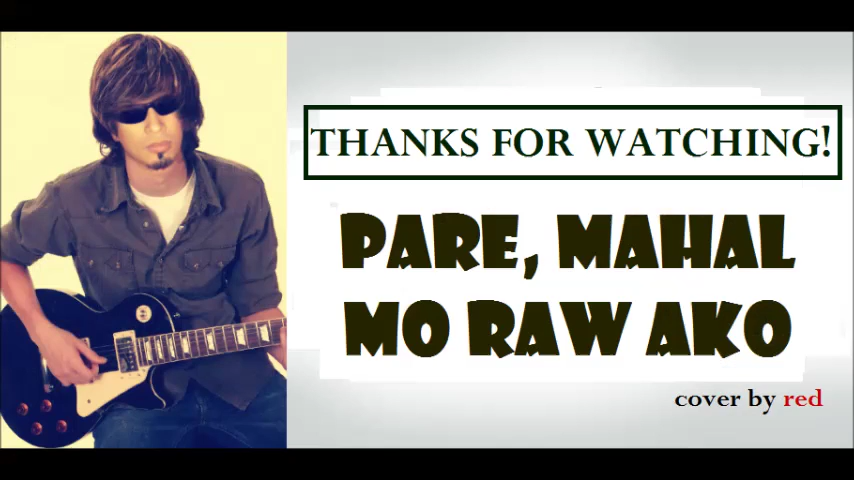 THANKS FOR WATCHING!
PARE, MAHAL
MO RAW AKO
cover by red